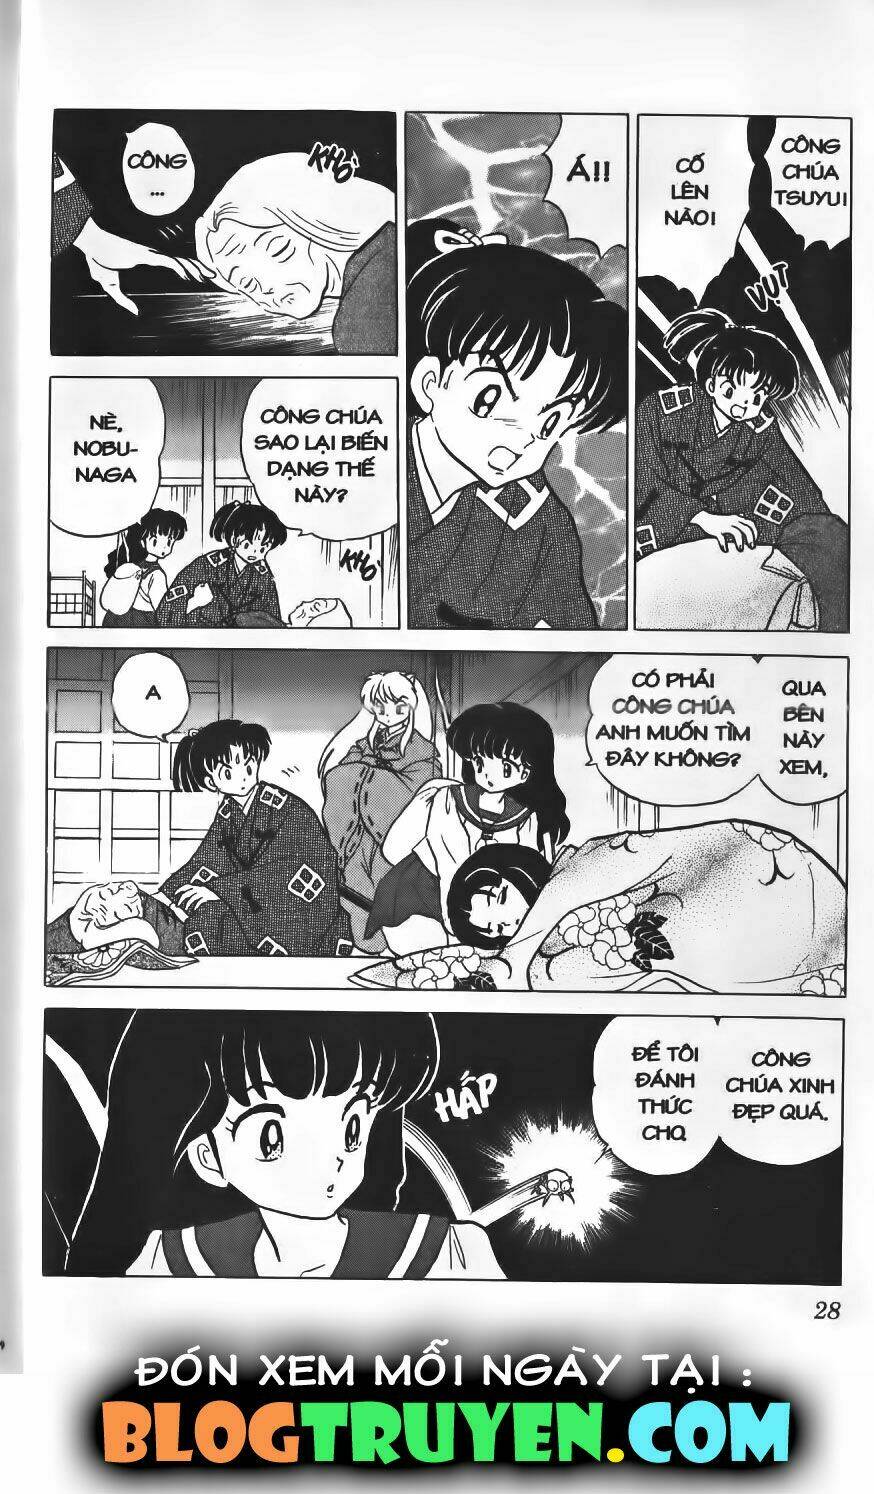 CÔNG
CHÚA
TSUYU!
CỐ
LÊN
NÀO!
VỤT
Á!!
CÔNG
...
KHÒ
CÔNG CHÚA
SAO LẠI BIẾN
DẠNG THẾ
NÀY?
NÈ,
NOBU-
NAGA
KHÒ
QUA
BÊN
NÀY
XEM,
CÓ PHẢI
CÔNG CHÚA
ANH MUỐN TÌM
ĐÂY KHÔNG?
A
CÔNG
CHÚA XINH
ĐẸP QUÁ.
ĐỂ TÔI
ĐÁNH
THỨC
CHO.
HẤP
28
ĐÓN XEM MỖI NGÀY TẠI :
BLOGTRUYEN.COM